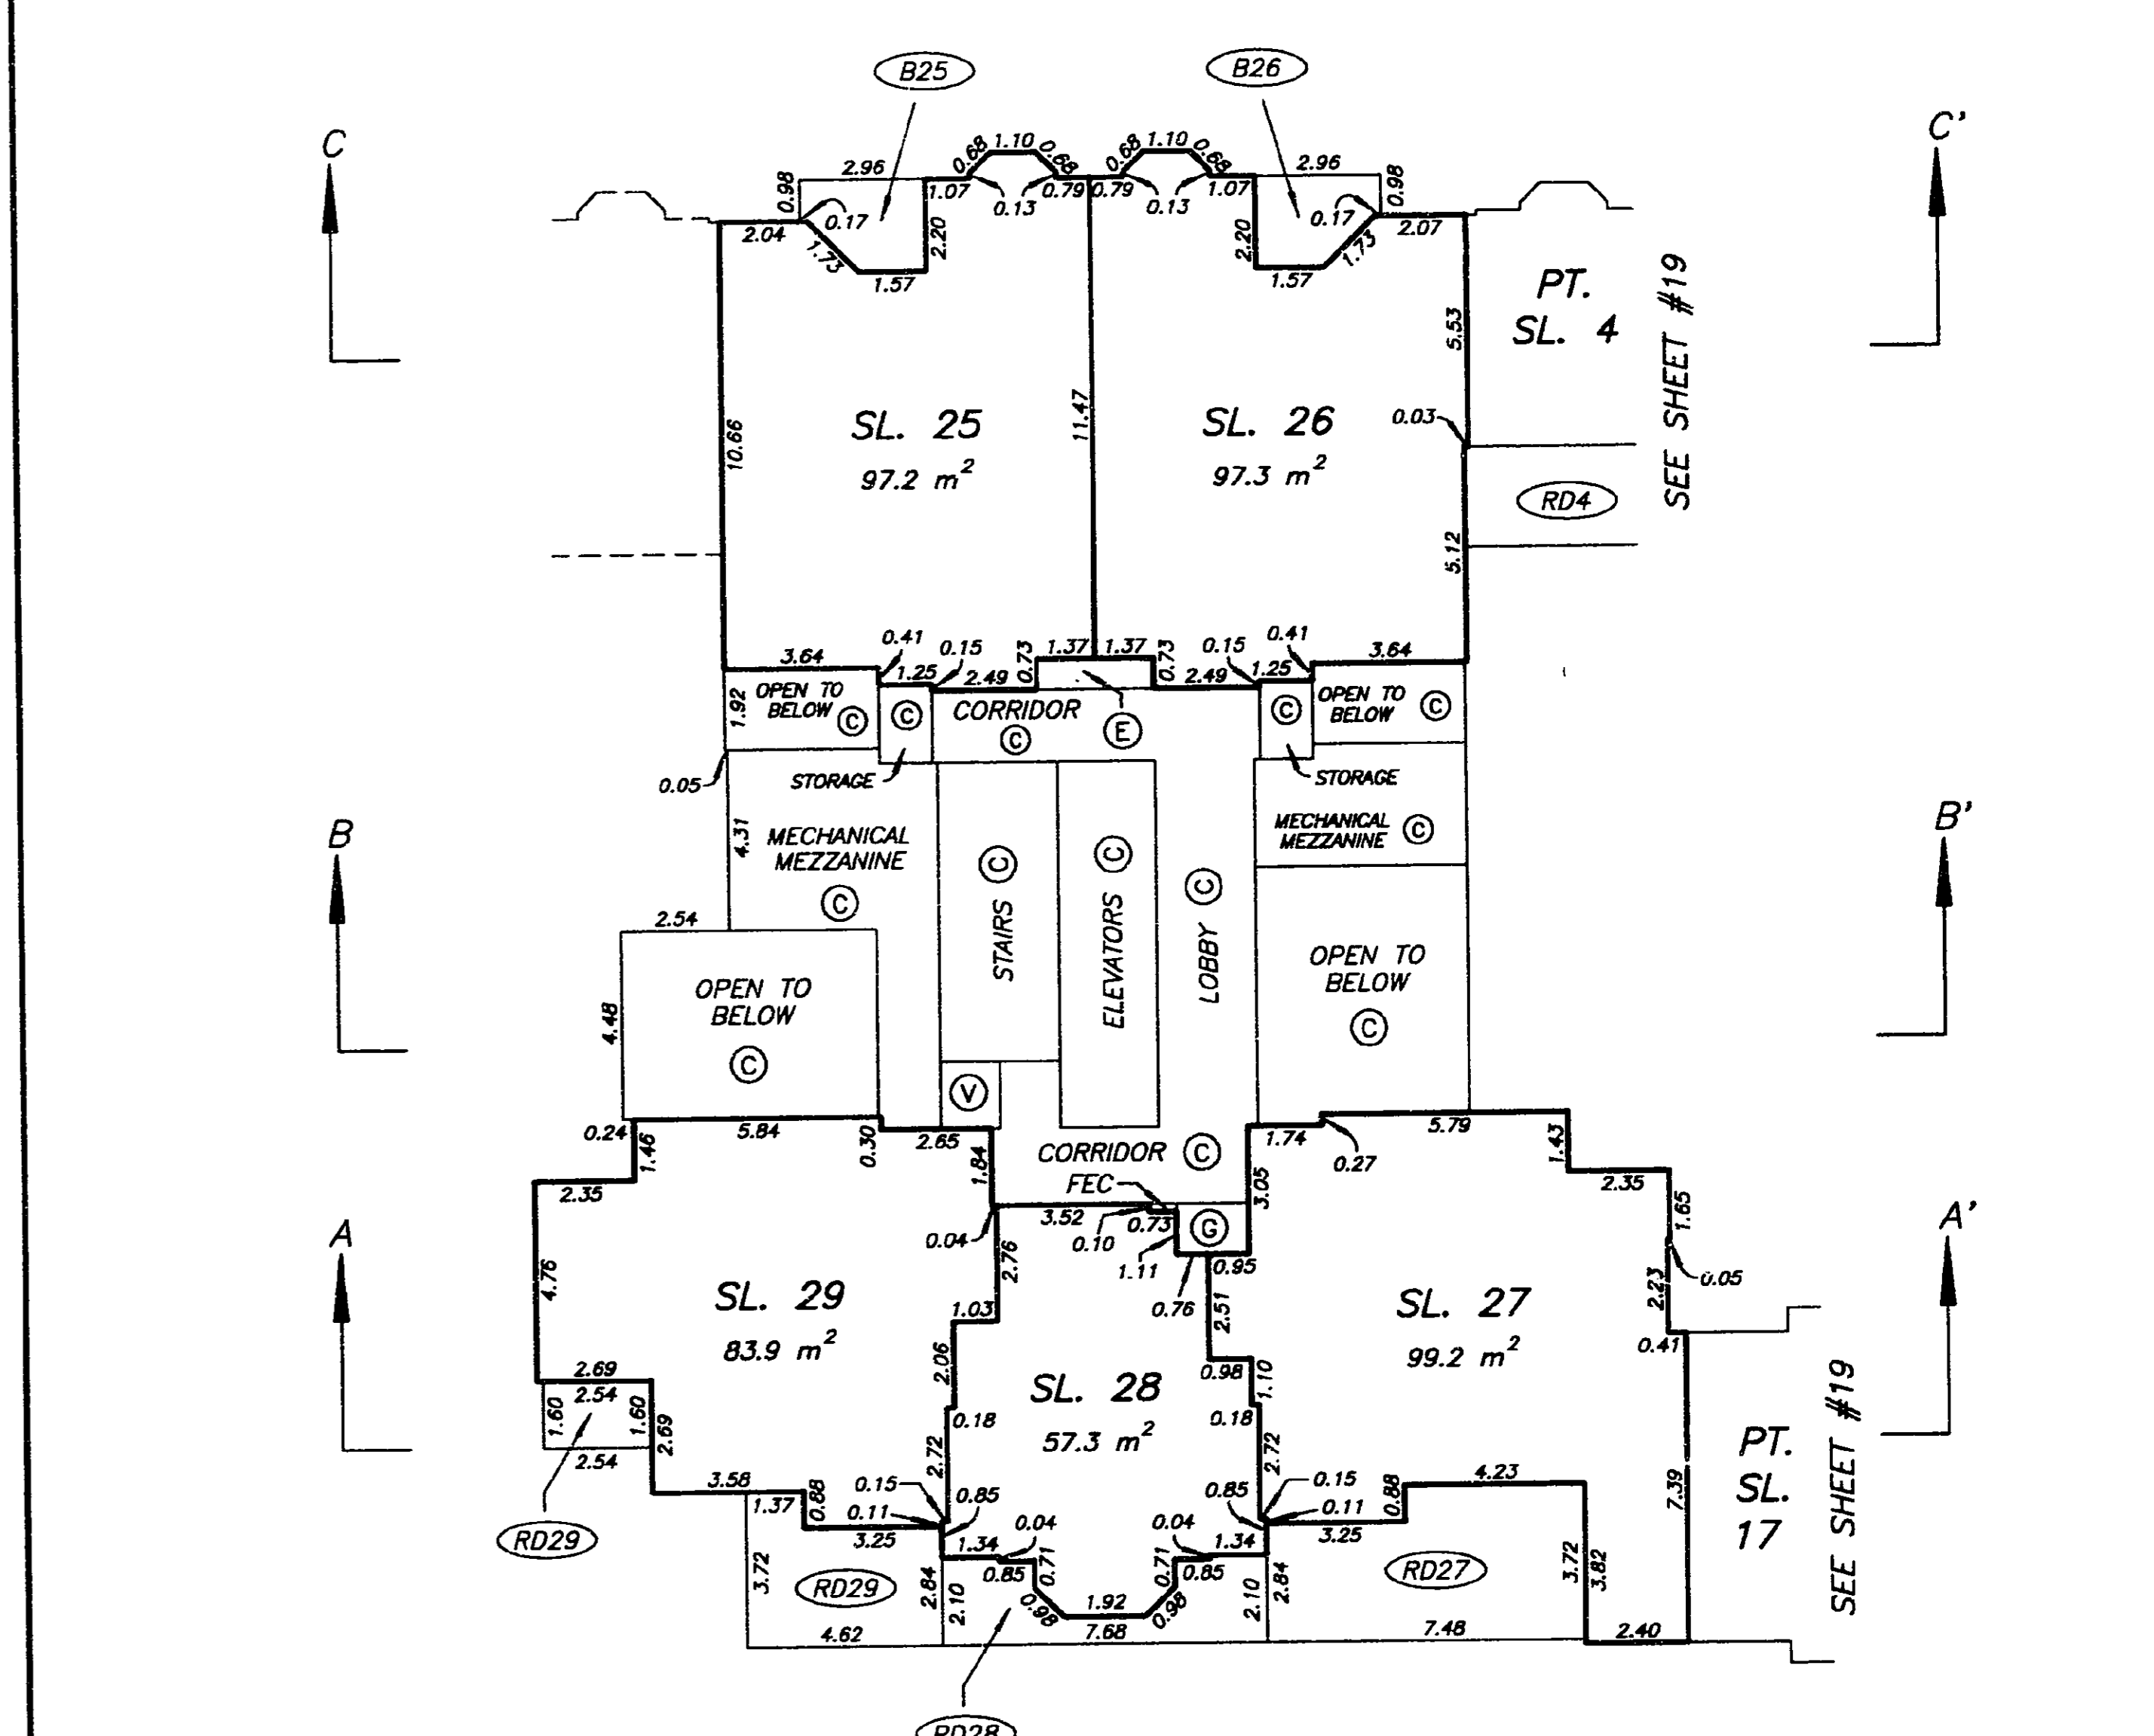 B25
B26
C
C'
0.68 1.10 0.68
0.68 1.10 0.68
0.98
2.96
1.07
0.13
0.79
0.79
0.13
1.07
2.96
0.98
2.04
0.17
1.73
1.57
2.20
2.20
1.57
1.73
0.17
2.07
PT.
SL. 4
SEE SHEET #19
5.53
10.66
SL. 25
97.2 m²
11.47
SL. 26
97.3 m²
0.03
RD4
5.12
3.64
0.41
1.25
0.15
2.49
0.73
1.37
1.37
0.73
2.49
0.15
1.25
0.41
3.64
1.92
OPEN TO
BELOW C
C
CORRIDOR
C
E
C
OPEN TO
BELOW C
0.05
STORAGE
STORAGE
B
B'
4.31
MECHANICAL
MEZZANINE
C
STAIRS C
ELEVATORS C
LOBBY C
MECHANICAL
MEZZANINE C
2.54
4.48
OPEN TO
BELOW
C
V
OPEN TO
BELOW
C
0.24
1.46
5.84
0.30
2.65
1.84
CORRIDOR C
FEC
1.74
0.27
5.79
1.43
2.35
2.35
3.05
1.65
A
A'
0.04
3.52
0.10
0.73
1.11
G
0.95
0.76
2.76
2.51
4.76
SL. 29
83.9 m²
1.03
SL. 27
99.2 m²
2.23
0.05
0.41
2.06
0.98
1.10
2.69
2.54
1.60
1.60
2.69
2.54
0.18
SL. 28
57.3 m²
0.18
2.72
2.72
PT.
SL.
17
SEE SHEET #19
7.39
RD29
3.58
1.37
0.88
0.15
0.11
0.85
3.25
0.85
0.15
0.11
3.25
0.88
4.23
3.72
RD29
2.84
2.10
1.34
0.04
0.85
0.71
0.98
1.92
0.98
0.71
0.04
0.85
1.34
2.10
2.84
RD27
3.72
3.82
4.62
7.68
7.48
2.40
RD28